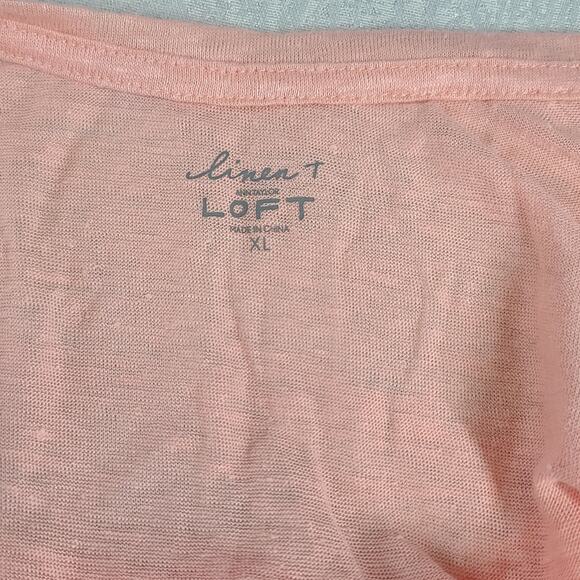 linen T
ANN TAYLOR
LOFT
MADE IN CHINA
XL